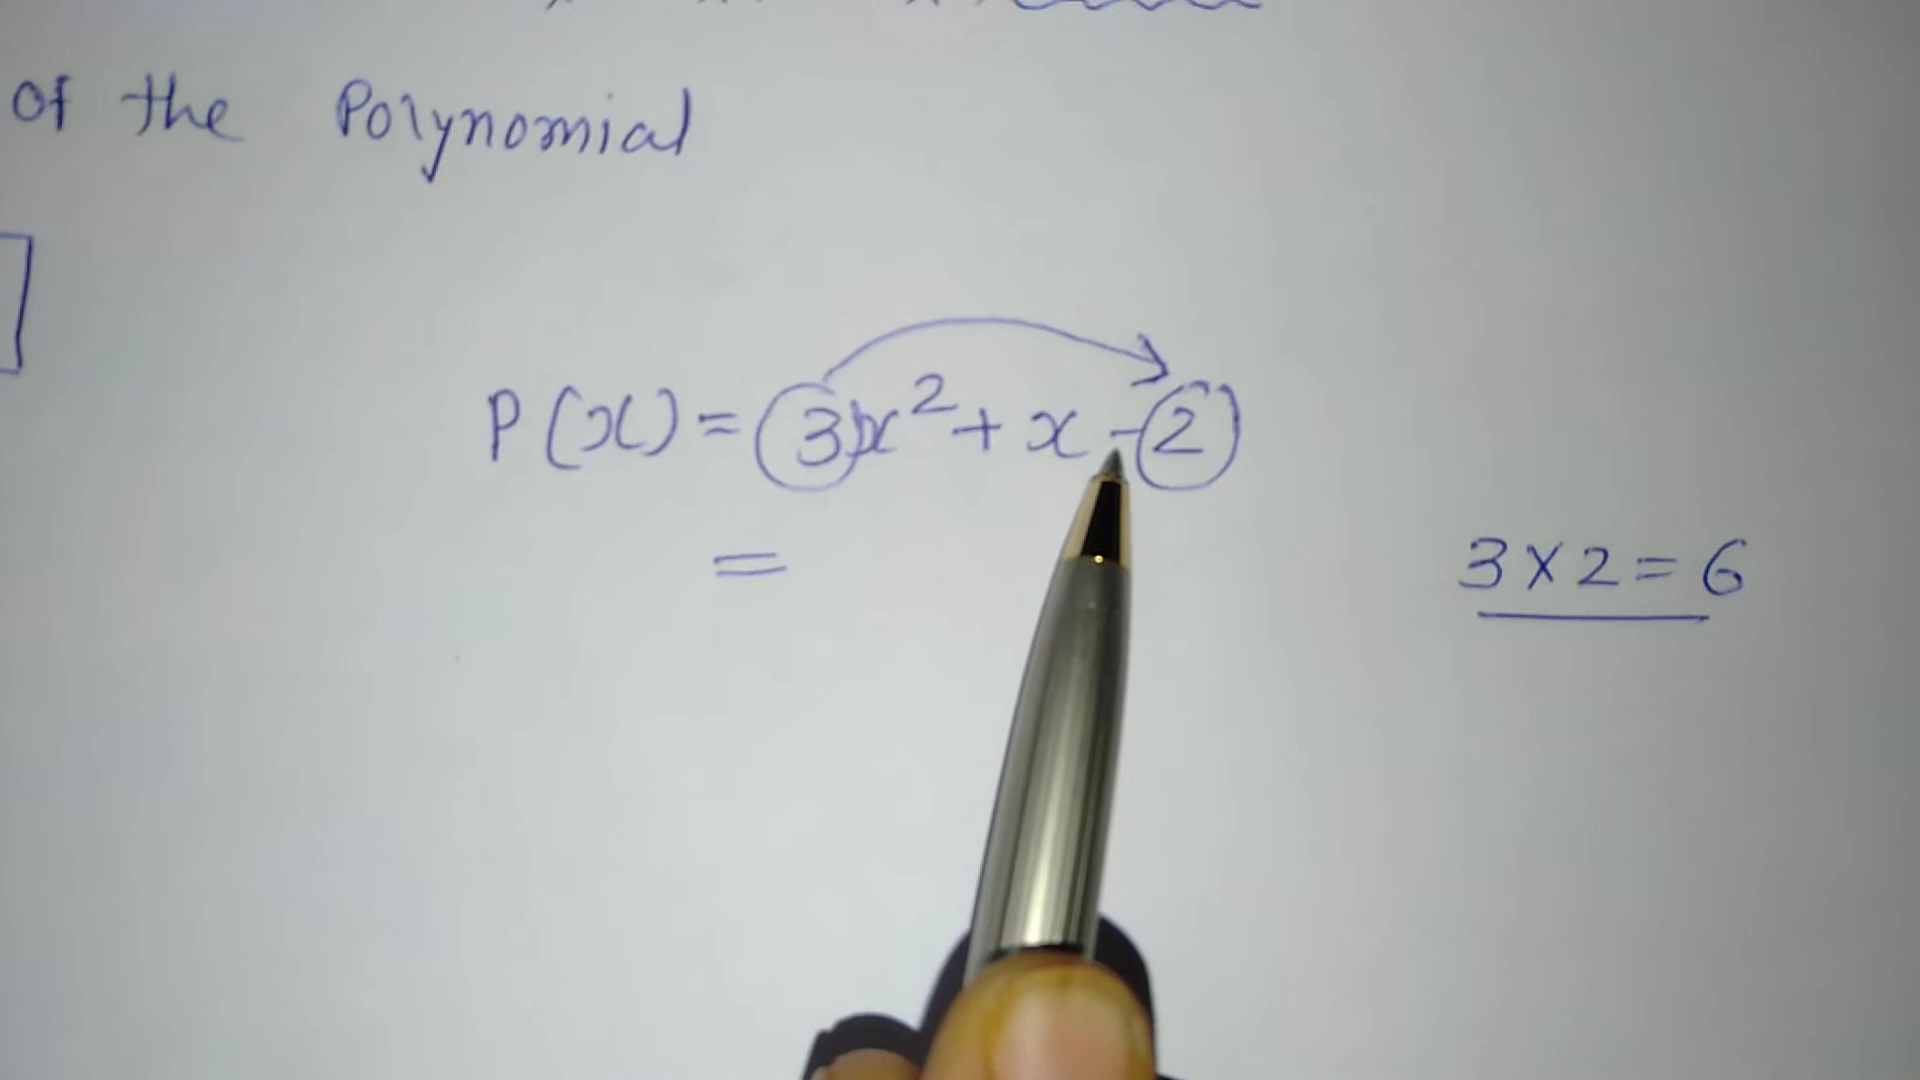 of the Polynomial
P(x) = 3x² + x - 2
=
3 x 2 = 6